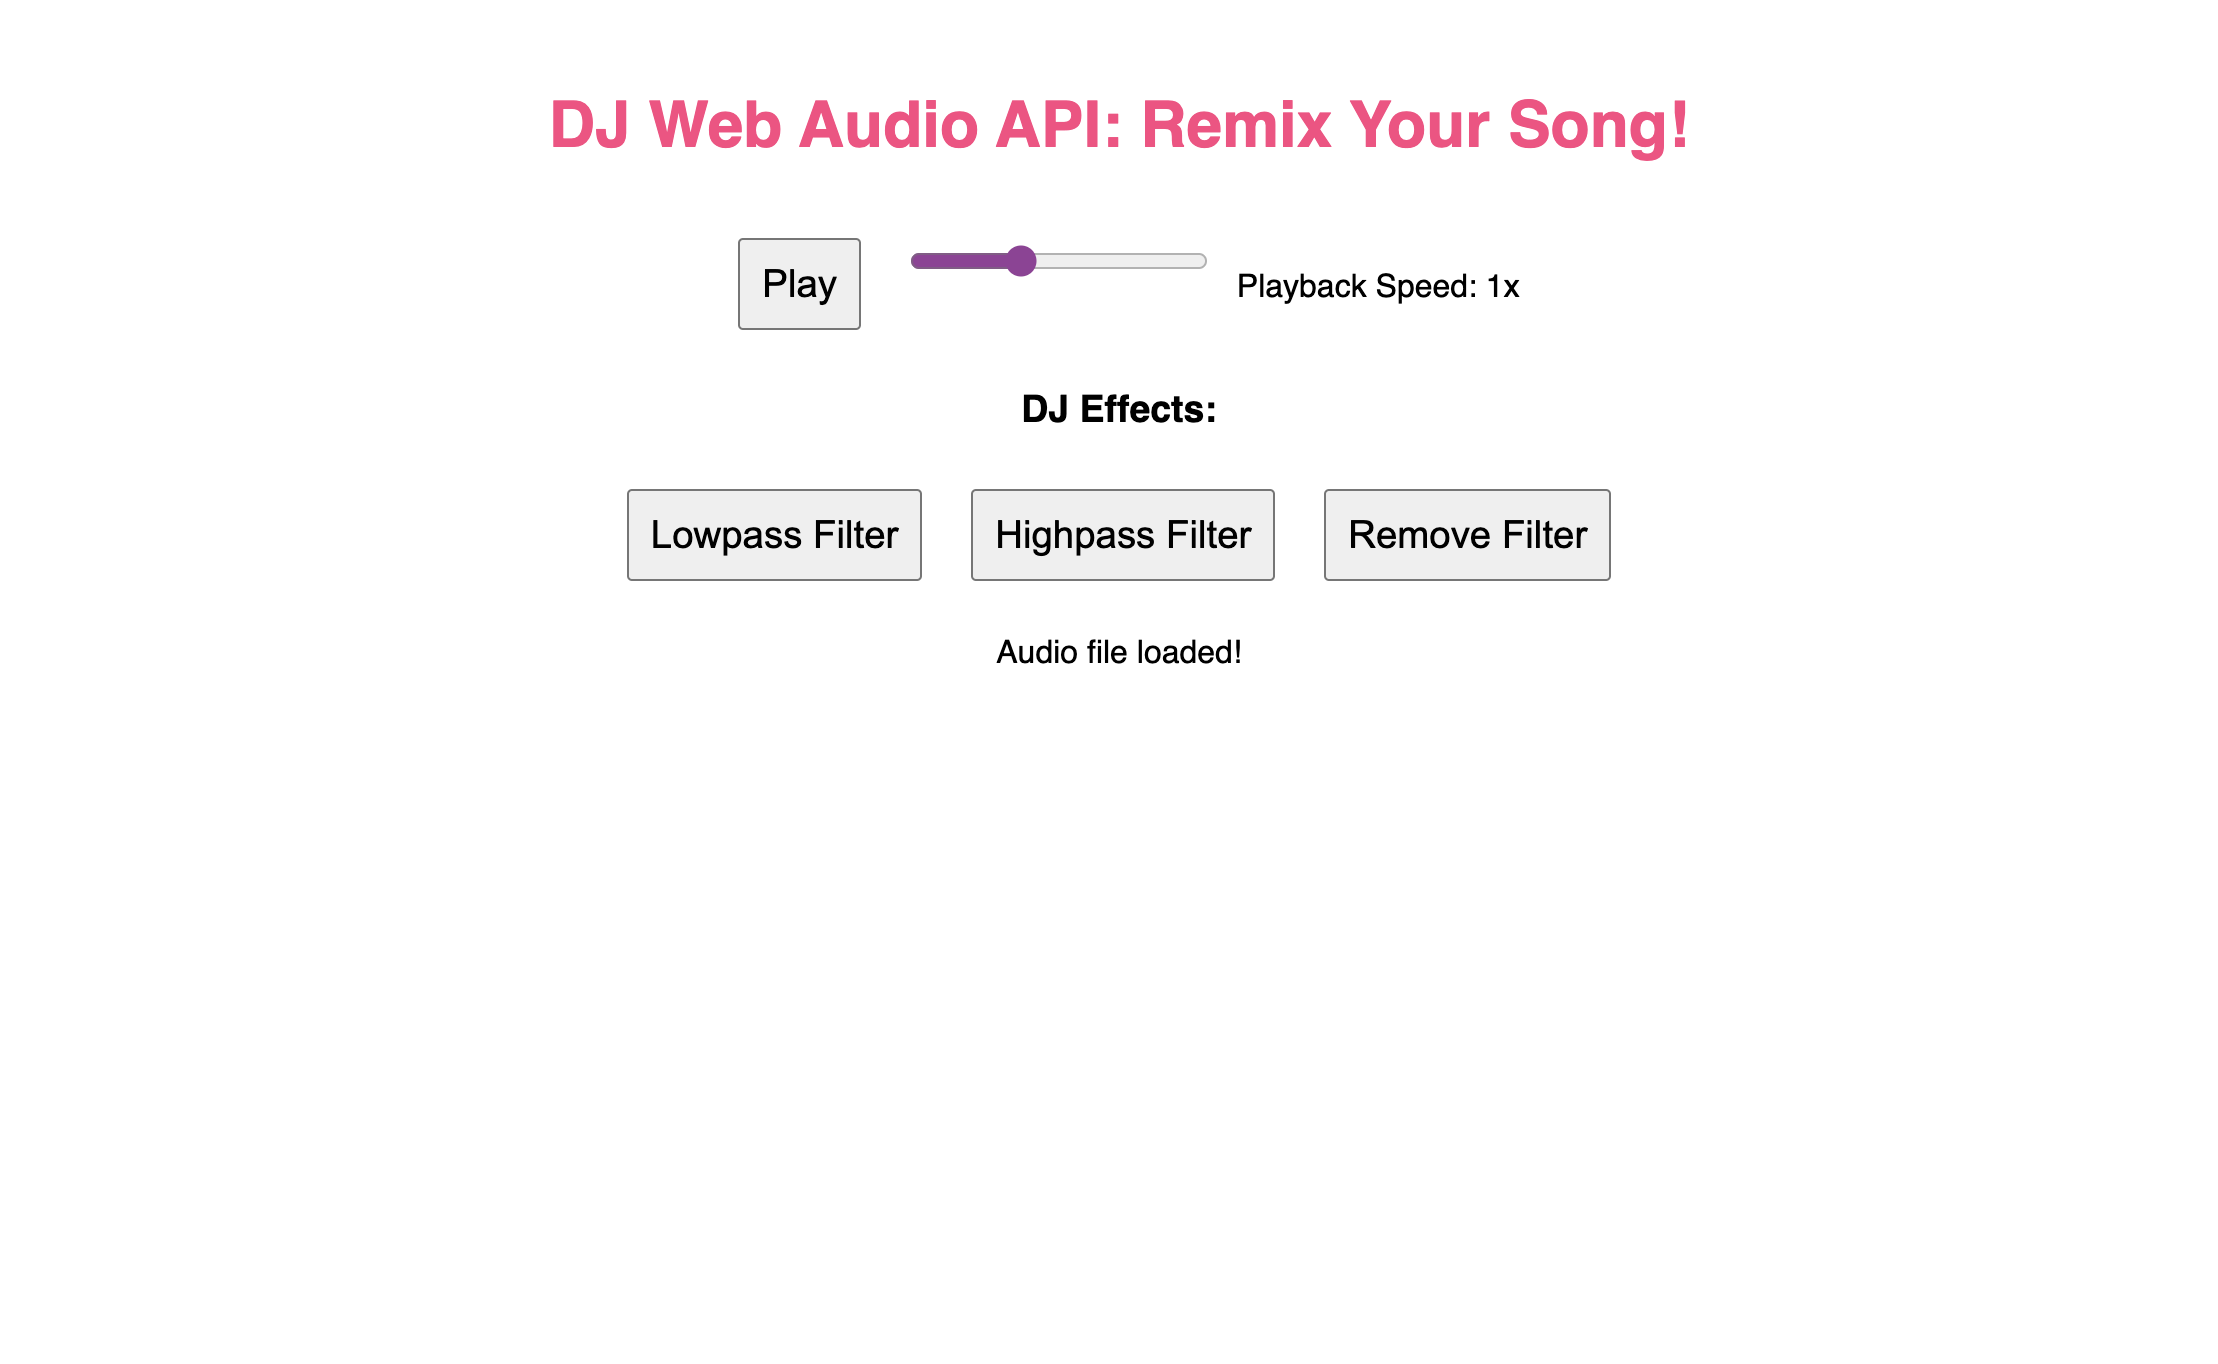 DJ Web Audio API: Remix Your Song!
Play
Playback Speed: 1x
DJ Effects:
Lowpass Filter
Highpass Filter
Remove Filter
Audio file loaded!